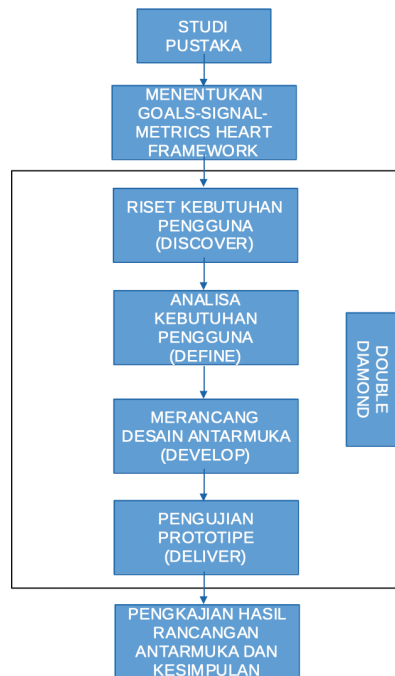 STUDI
PUSTAKA
MENENTUKAN
GOALS-SIGNAL-
METRICS HEART
FRAMEWORK
RISET KEBUTUHAN
PENGGUNA
(DISCOVER)
ANALISA
KEBUTUHAN
PENGGUNA
(DEFINE)
DOUBLE
DIAMOND
MERANCANG
DESAIN ANTARMUKA
(DEVELOP)
PENGUJIAN
PROTOTIPE
(DELIVER)
PENGKAJIAN HASIL
RANCANGAN
ANTARMUKA DAN
KESIMPULAN